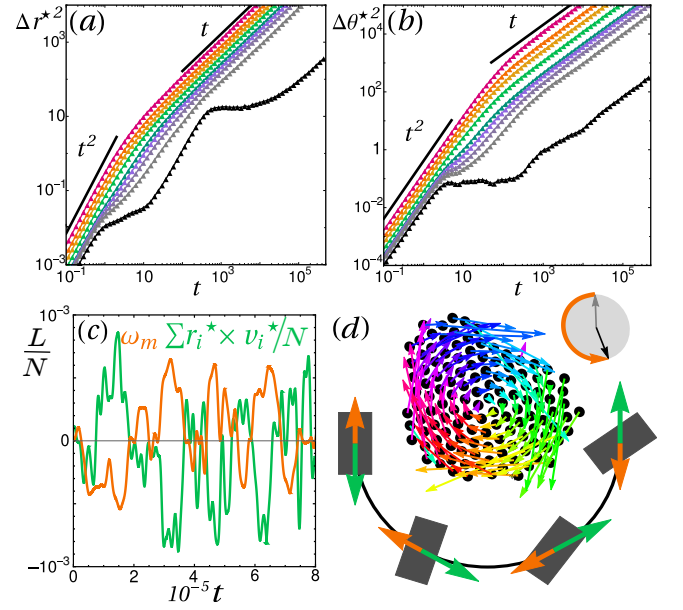 Δ r⋆2 (a) t
10³
10
t²
10⁻¹
10⁻³
10⁻¹ 10 10³ 10⁵
t
Δθ⋆2 (b) t
10⁴
10²
t²
1
10⁻²
10⁻⁴
10⁻¹ 10 10³ 10⁵
t
10⁻³
(c) ωₘ ∑rᵢ⋆ × vᵢ⋆/N
L/N
0
−10⁻³
0 2 4 6 8
10⁻⁵ t
(d)